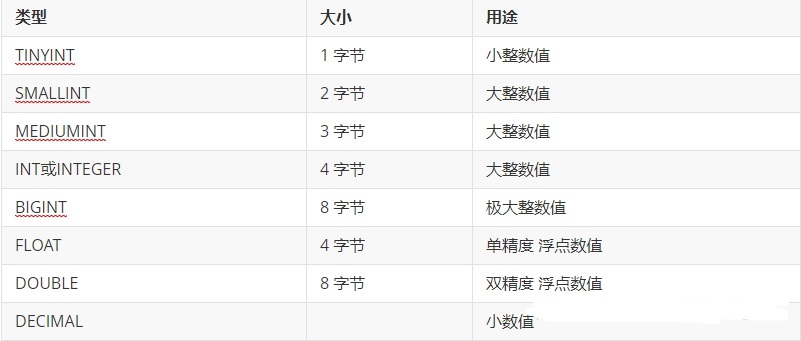 类型 大小 用途
TINYINT 1 字节 小整数值
SMALLINT 2 字节 大整数值
MEDIUMINT 3 字节 大整数值
INT或INTEGER 4 字节 大整数值
BIGINT 8 字节 极大整数值
FLOAT 4 字节 单精度 浮点数值
DOUBLE 8 字节 双精度 浮点数值
DECIMAL 小数值